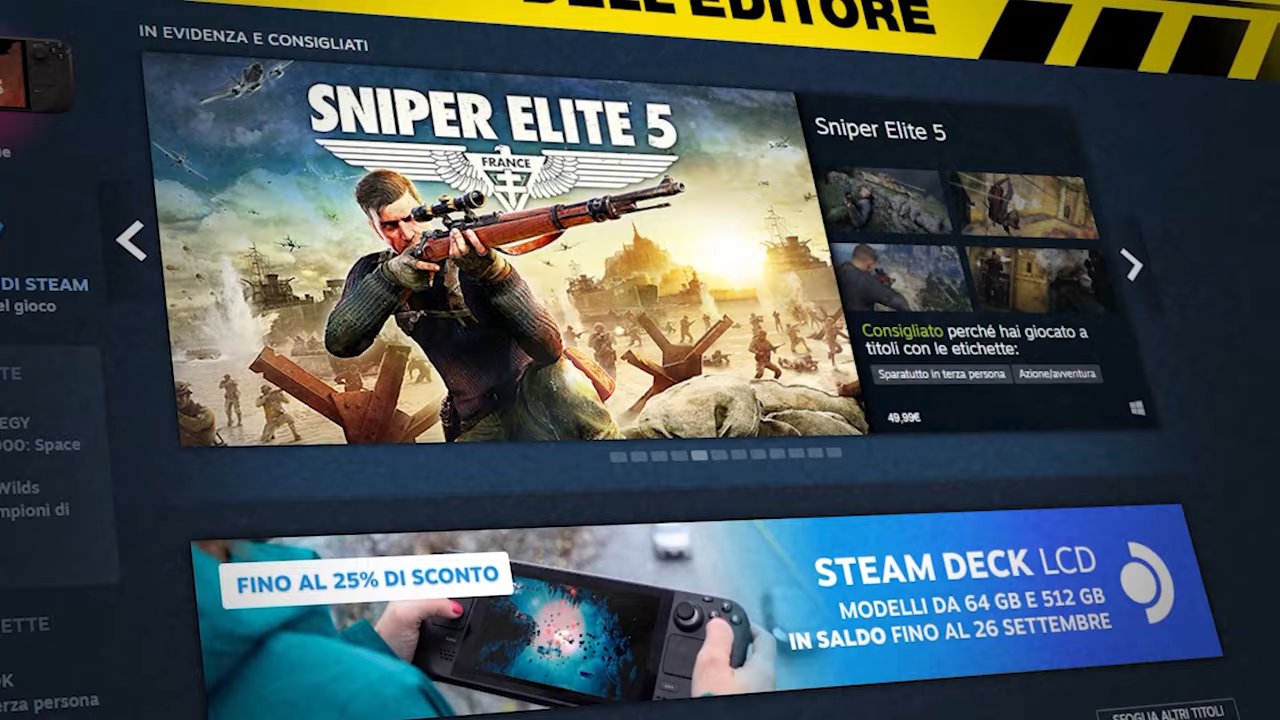 DELL'EDITORE
IN EVIDENZA E CONSIGLIATI
SNIPER ELITE 5
FRANCE
Sniper Elite 5
Consigliato perché hai giocato a
titoli con le etichette:
Sparatutto in terza persona
Azione/avventura
49,99€
DI STEAM
el gioco
TE
EGY
000: Space
Wilds
mpioni di
ETTE
OK
erza persona
FINO AL 25% DI SCONTO
STEAM DECK LCD
MODELLI DA 64 GB E 512 GB
IN SALDO FINO AL 26 SETTEMBRE
SFOGLIA ALTRI TITOLI